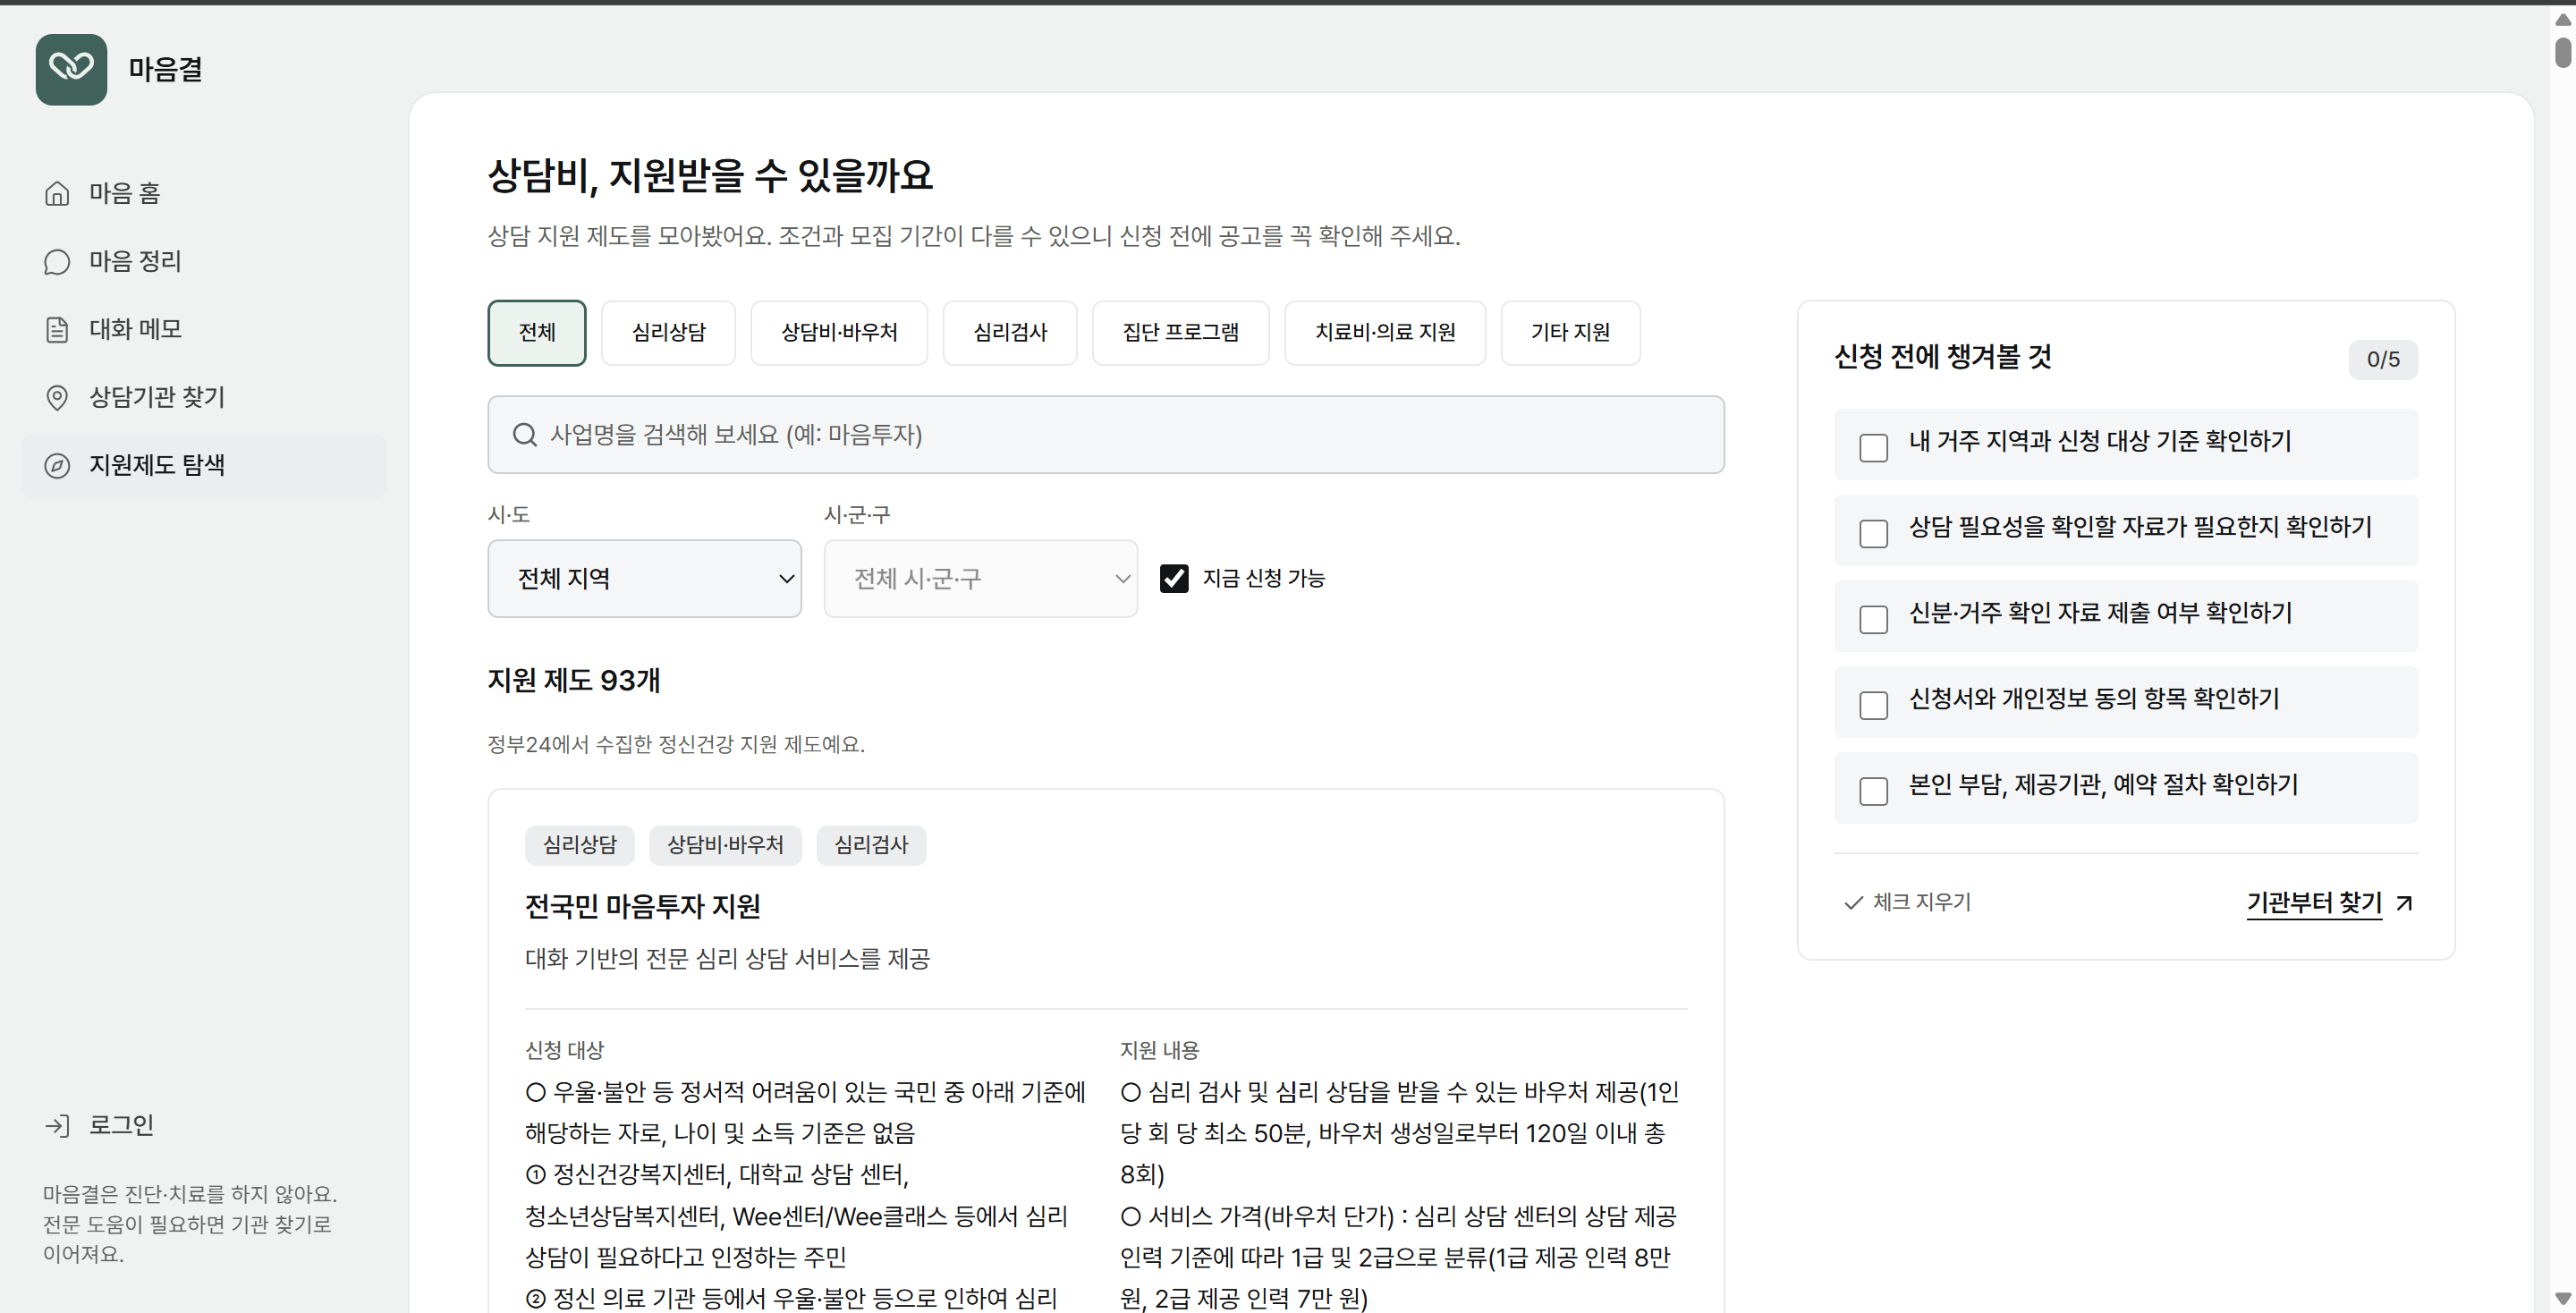 마음결
마음 홈
마음 정리
대화 메모
상담기관 찾기
지원제도 탐색
로그인
마음결은 진단·치료를 하지 않아요.
전문 도움이 필요하면 기관 찾기로
이어져요.
상담비, 지원받을 수 있을까요
상담 지원 제도를 모아봤어요. 조건과 모집 기간이 다를 수 있으니 신청 전에 공고를 꼭 확인해 주세요.
전체
심리상담
상담비·바우처
심리검사
집단 프로그램
치료비·의료 지원
기타 지원
사업명을 검색해 보세요 (예: 마음투자)
시·도
시·군·구
전체 지역
전체 시·군·구
지금 신청 가능
지원 제도 93개
정부24에서 수집한 정신건강 지원 제도예요.
심리상담
상담비·바우처
심리검사
전국민 마음투자 지원
대화 기반의 전문 심리 상담 서비스를 제공
신청 대상
○ 우울·불안 등 정서적 어려움이 있는 국민 중 아래 기준에
해당하는 자로, 나이 및 소득 기준은 없음
① 정신건강복지센터, 대학교 상담 센터,
청소년상담복지센터, Wee센터/Wee클래스 등에서 심리
상담이 필요하다고 인정하는 주민
② 정신 의료 기관 등에서 우울·불안 등으로 인하여 심리
지원 내용
○ 심리 검사 및 심리 상담을 받을 수 있는 바우처 제공(1인
당 회 당 최소 50분, 바우처 생성일로부터 120일 이내 총
8회)
○ 서비스 가격(바우처 단가) : 심리 상담 센터의 상담 제공
인력 기준에 따라 1급 및 2급으로 분류(1급 제공 인력 8만
원, 2급 제공 인력 7만 원)
신청 전에 챙겨볼 것
0/5
내 거주 지역과 신청 대상 기준 확인하기
상담 필요성을 확인할 자료가 필요한지 확인하기
신분·거주 확인 자료 제출 여부 확인하기
신청서와 개인정보 동의 항목 확인하기
본인 부담, 제공기관, 예약 절차 확인하기
체크 지우기
기관부터 찾기